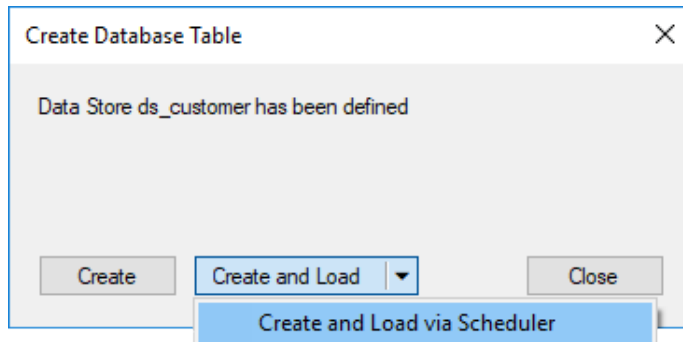 Create Database Table
Data Store ds_customer has been defined
Create
Create and Load
Close
Create and Load via Scheduler